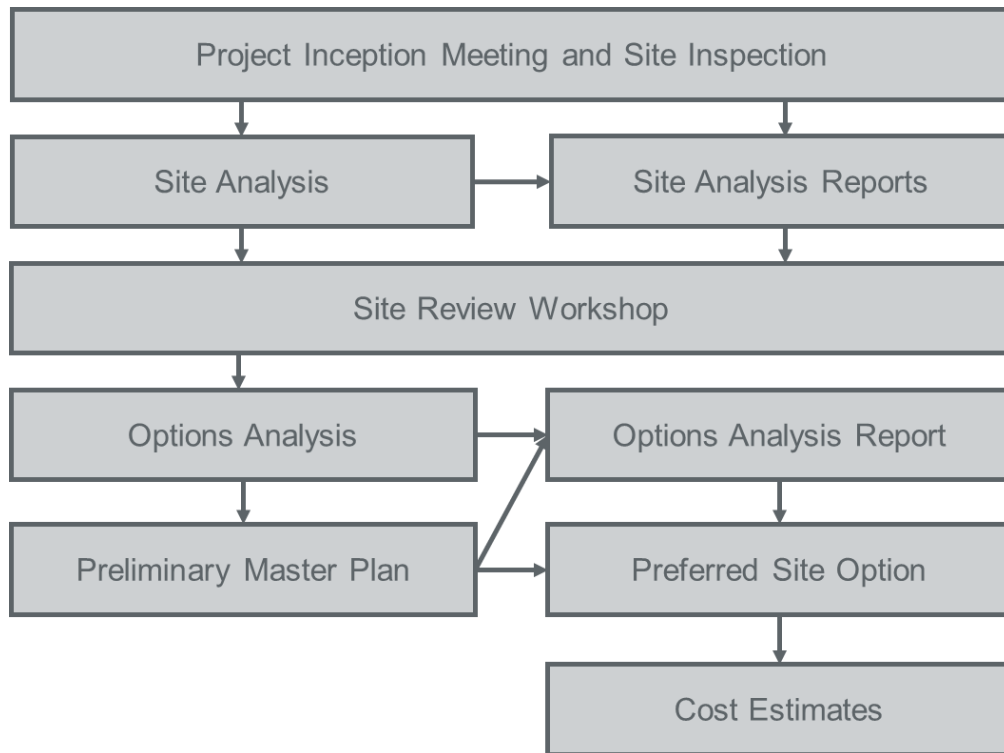 Project Inception Meeting and Site Inspection
Site Analysis
Site Analysis Reports
Site Review Workshop
Options Analysis
Options Analysis Report
Preliminary Master Plan
Preferred Site Option
Cost Estimates